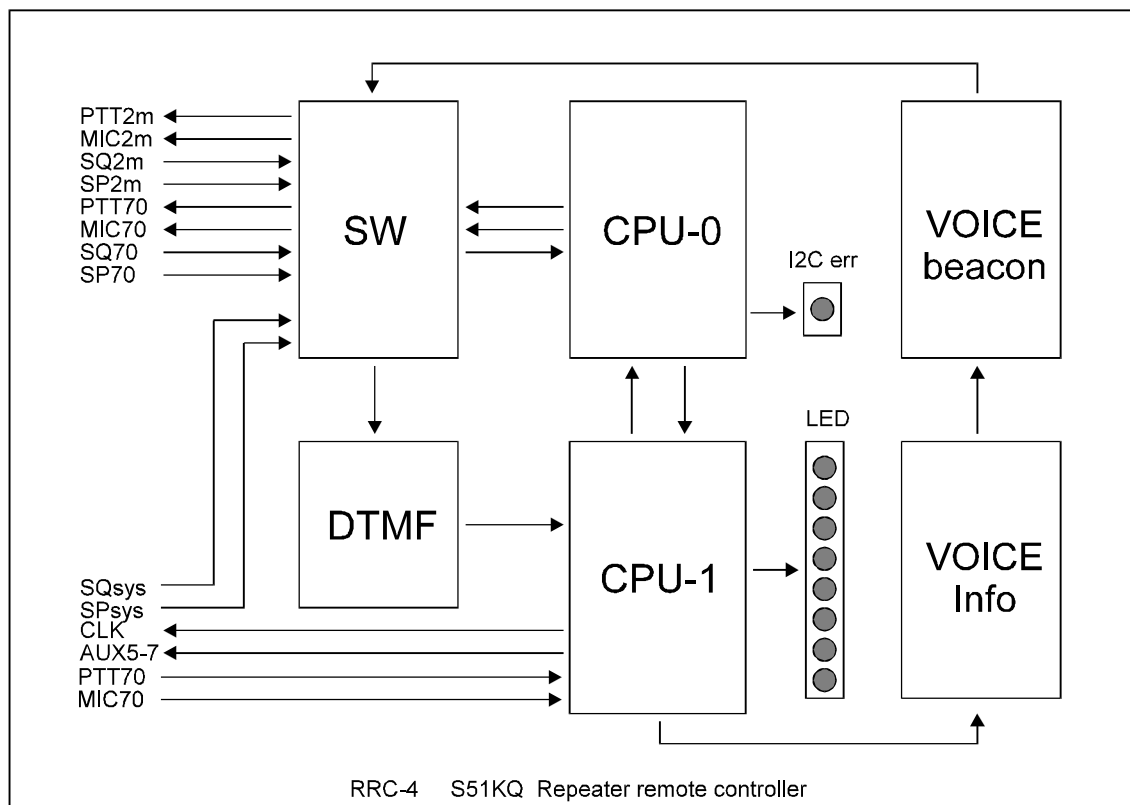 PTT2m
MIC2m
SQ2m
SP2m
PTT70
MIC70
SQ70
SP70
SW
CPU-0
I2C err
VOICE
beacon
DTMF
CPU-1
LED
VOICE
Info
SQsys
SPsys
CLK
AUX5-7
PTT70
MIC70
RRC-4 S51KQ Repeater remote controller